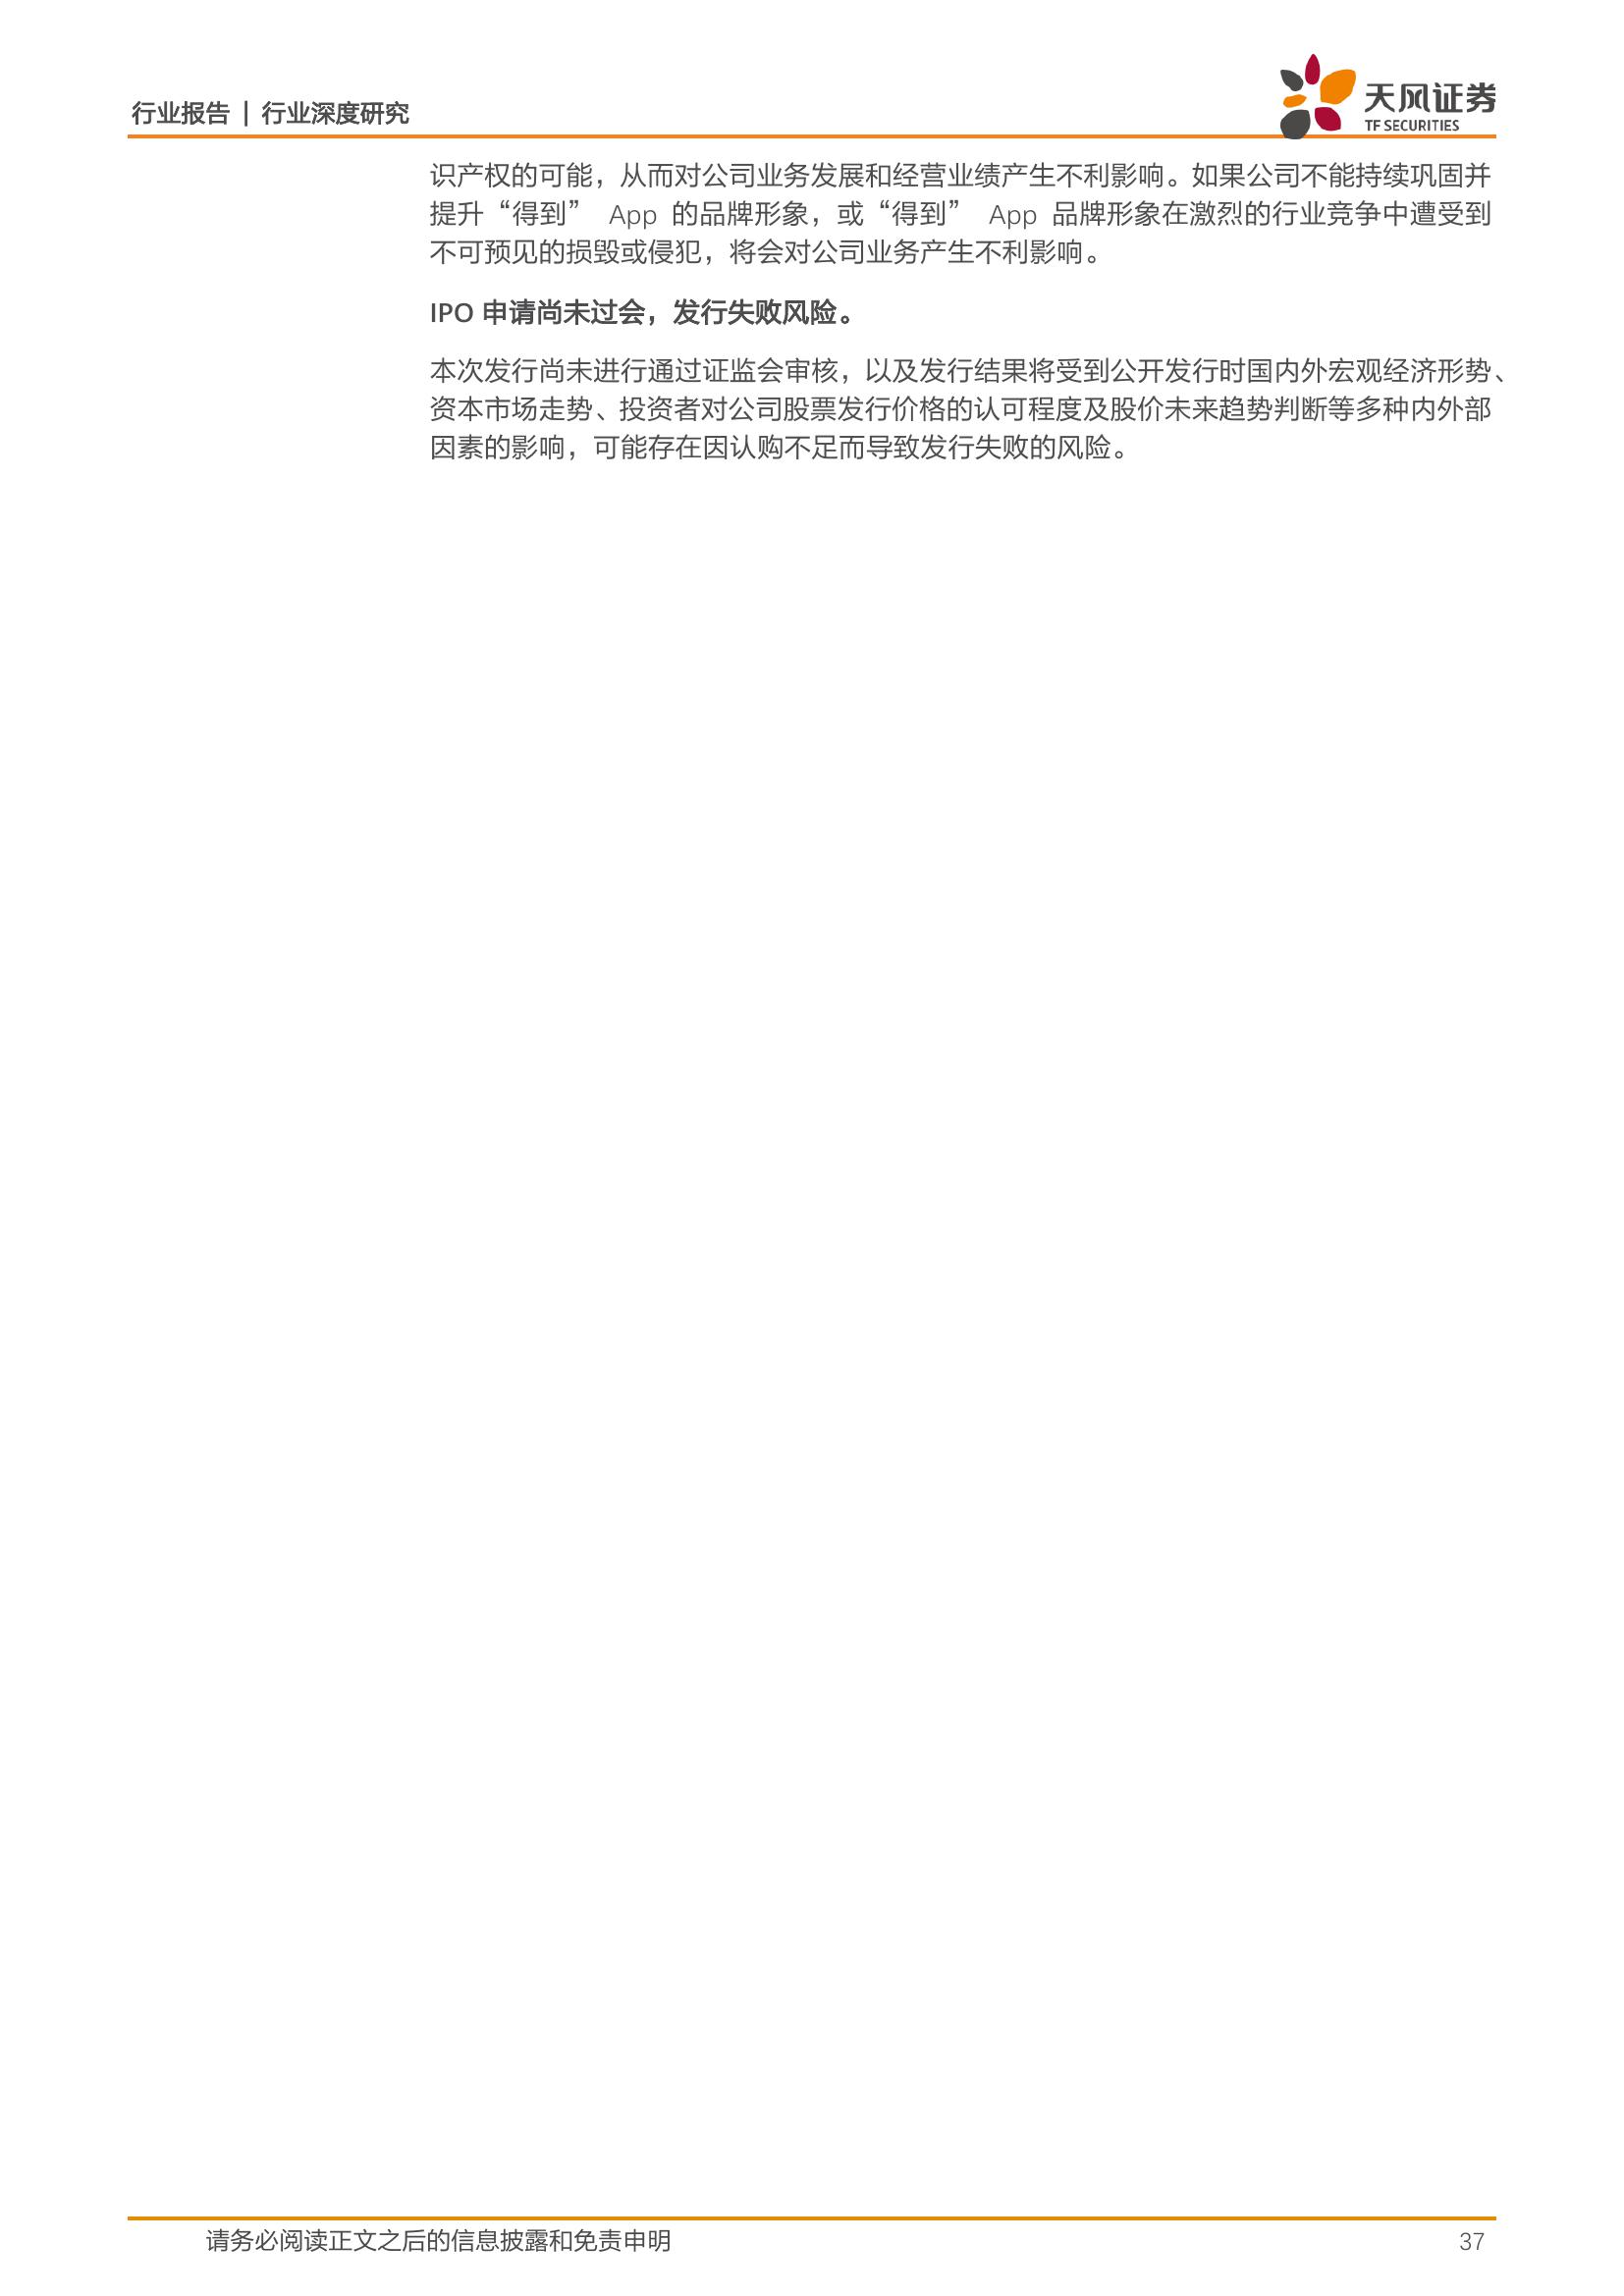 行业报告 | 行业深度研究
天风证券
TF SECURITIES
识产权的可能，从而对公司业务发展和经营业绩产生不利影响。如果公司不能持续巩固并
提升“得到” App 的品牌形象，或“得到” App 品牌形象在激烈的行业竞争中遭受到
不可预见的损毁或侵犯，将会对公司业务产生不利影响。
IPO 申请尚未过会，发行失败风险。
本次发行尚未进行通过证监会审核，以及发行结果将受到公开发行时国内外宏观经济形势、
资本市场走势、投资者对公司股票发行价格的认可程度及股价未来趋势判断等多种内外部
因素的影响，可能存在因认购不足而导致发行失败的风险。
请务必阅读正文之后的信息披露和免责申明
37